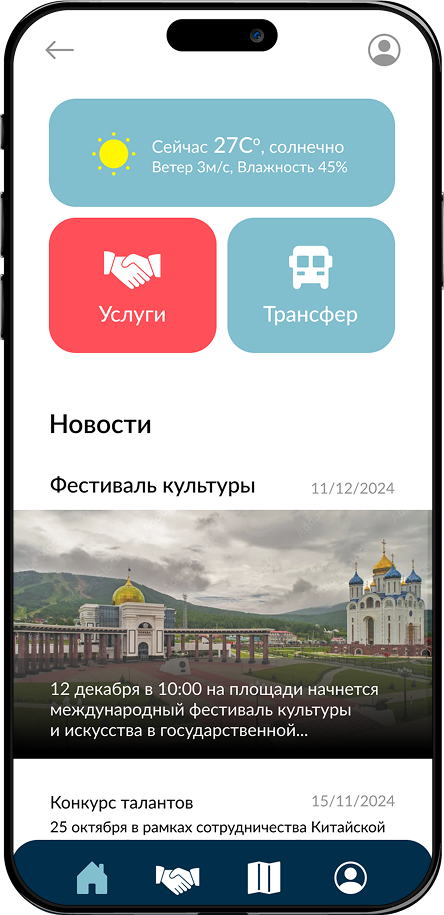 Сейчас 27C°, солнечно
Ветер 3м/с, Влажность 45%
Услуги
Трансфер
Новости
Фестиваль культуры
11/12/2024
12 декабря в 10:00 на площади начнется
международный фестиваль культуры
и искусства в государственной...
Конкурс талантов
15/11/2024
25 октября в рамках сотрудничества Китайской